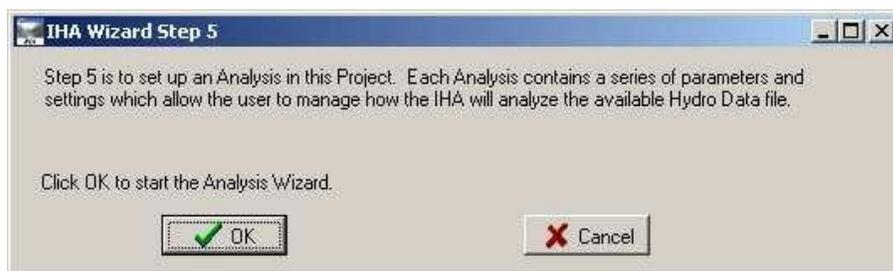 IHA Wizard Step 5
Step 5 is to set up an Analysis in this Project. Each Analysis contains a series of parameters and
settings which allow the user to manage how the IHA will analyze the available Hydro Data file.
Click OK to start the Analysis Wizard.
OK
Cancel